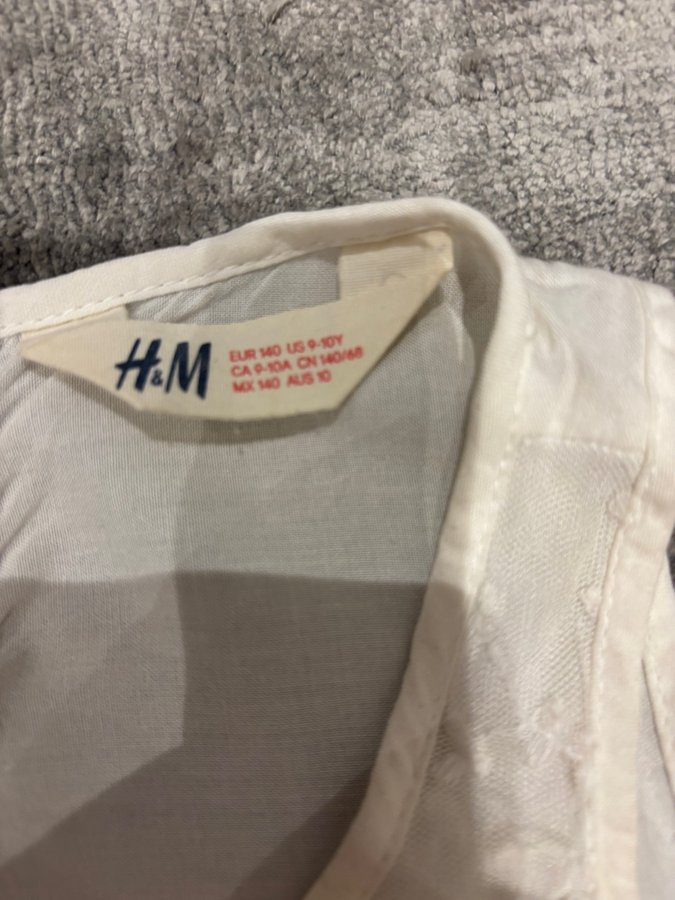 H&M
EUR 140 US 9-10Y
CA 9-10A CN 140/68
MX 140 AUS 10